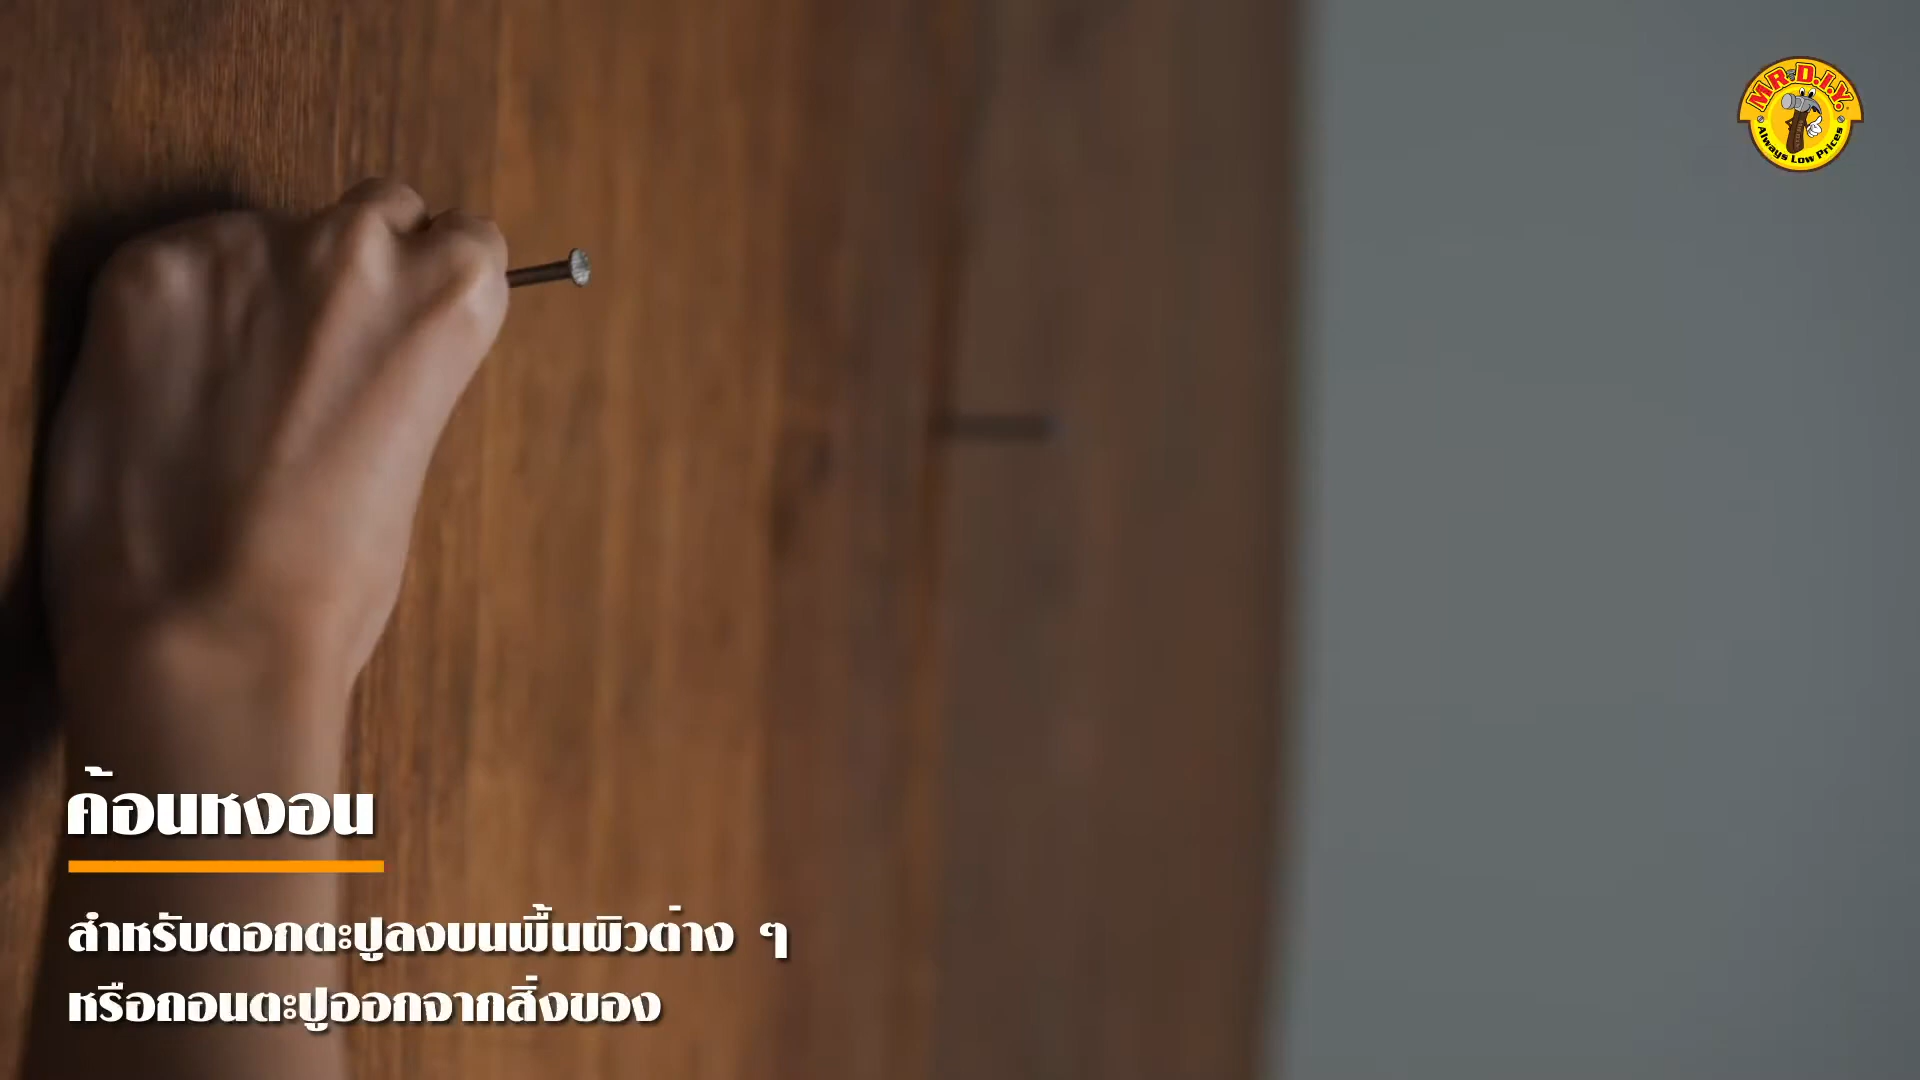 MR.D.I.Y.
Always Low Prices
ค้อนหงอน
สำหรับตอกตะปูลงบนพื้นผิวต่าง ๆ
หรือถอนตะปูออกจากสิ่งของ